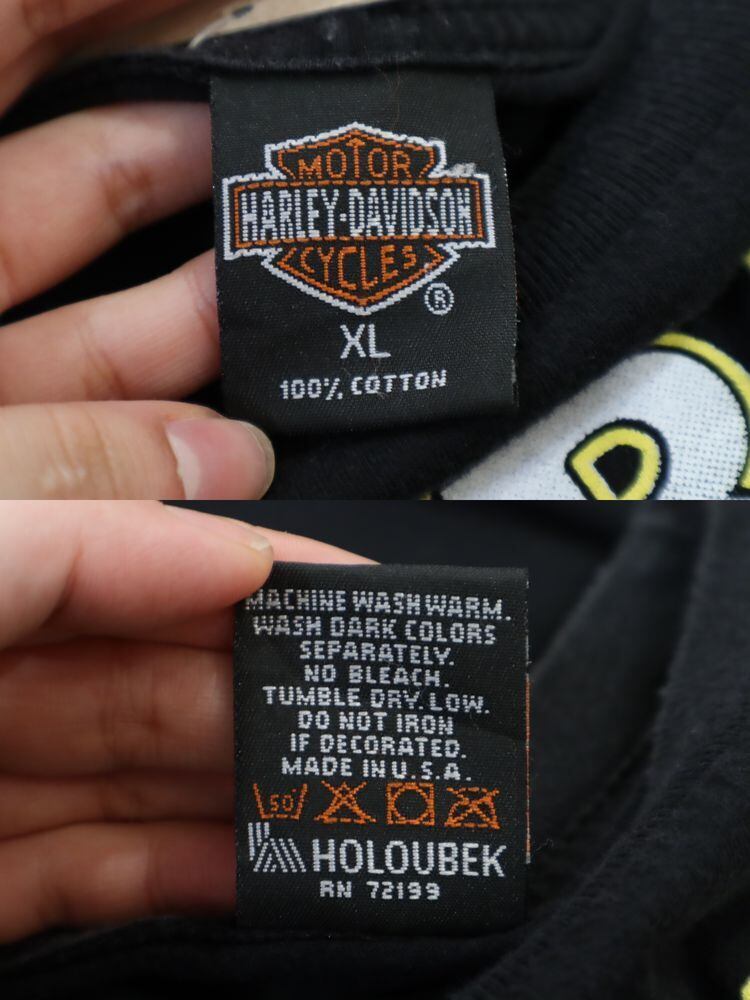 MOTOR
HARLEY-DAVIDSON
CYCLES
®
XL
100% COTTON
MACHINE WASH WARM.
WASH DARK COLORS
SEPARATELY.
NO BLEACH.
TUMBLE DRY LOW.
DO NOT IRON
IF DECORATED.
MADE IN U.S.A.
50°
HOLOUBEK
RN 72199